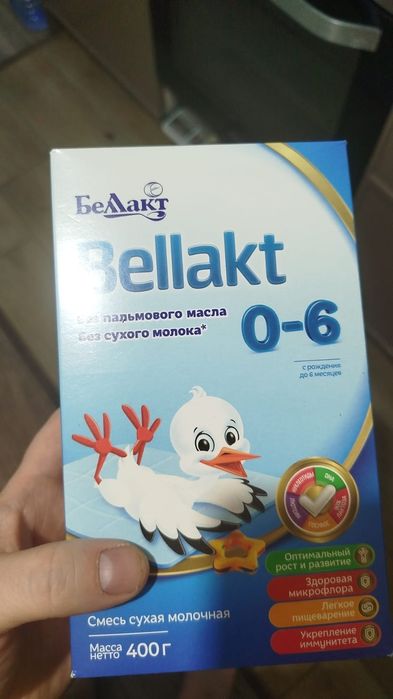 Беллакт
Bellakt
без пальмового масла
без сухого молока*
0-6
с рождения
до 6 месяцев
Оптимальный
рост и развитие
Здоровая
микрофлора
Легкое
пищеварение
Укрепление
иммунитета
Смесь сухая молочная
Масса
нетто 400 г